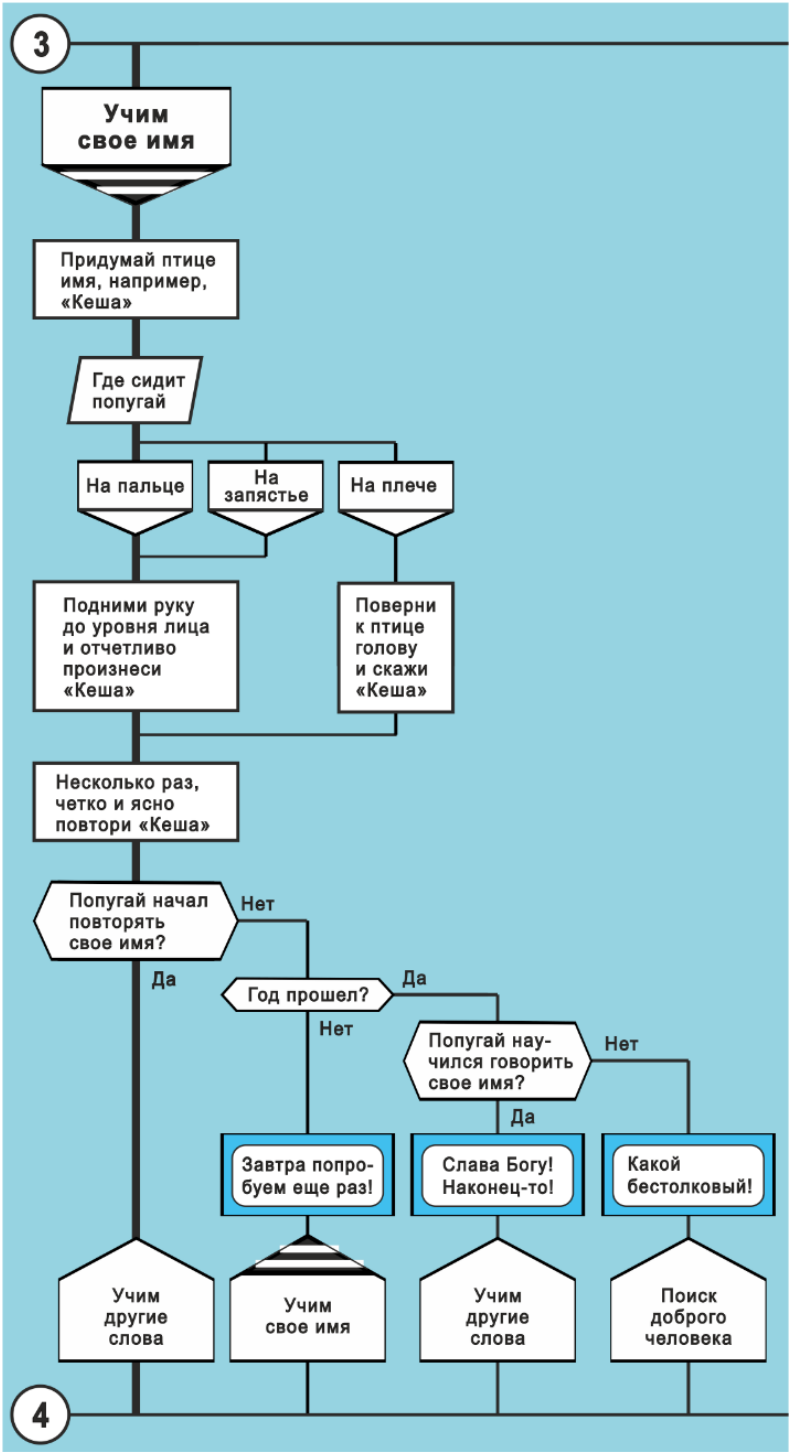 3
Учим
свое имя
Придумай птице
имя, например,
«Кеша»
Где сидит
попугай
На пальце
На
запястье
На плече
Подними руку
до уровня лица
и отчетливо
произнеси
«Кеша»
Поверни
к птице
голову
и скажи
«Кеша»
Несколько раз,
четко и ясно
повтори «Кеша»
Попугай начал
повторять
свое имя?
Нет
Да
Год прошел?
Да
Нет
Попугай нау-
чился говорить
свое имя?
Нет
Да
Завтра попро-
буем еще раз!
Слава Богу!
Наконец-то!
Какой
бестолковый!
Учим
другие
слова
Учим
свое имя
Учим
другие
слова
Поиск
доброго
человека
4